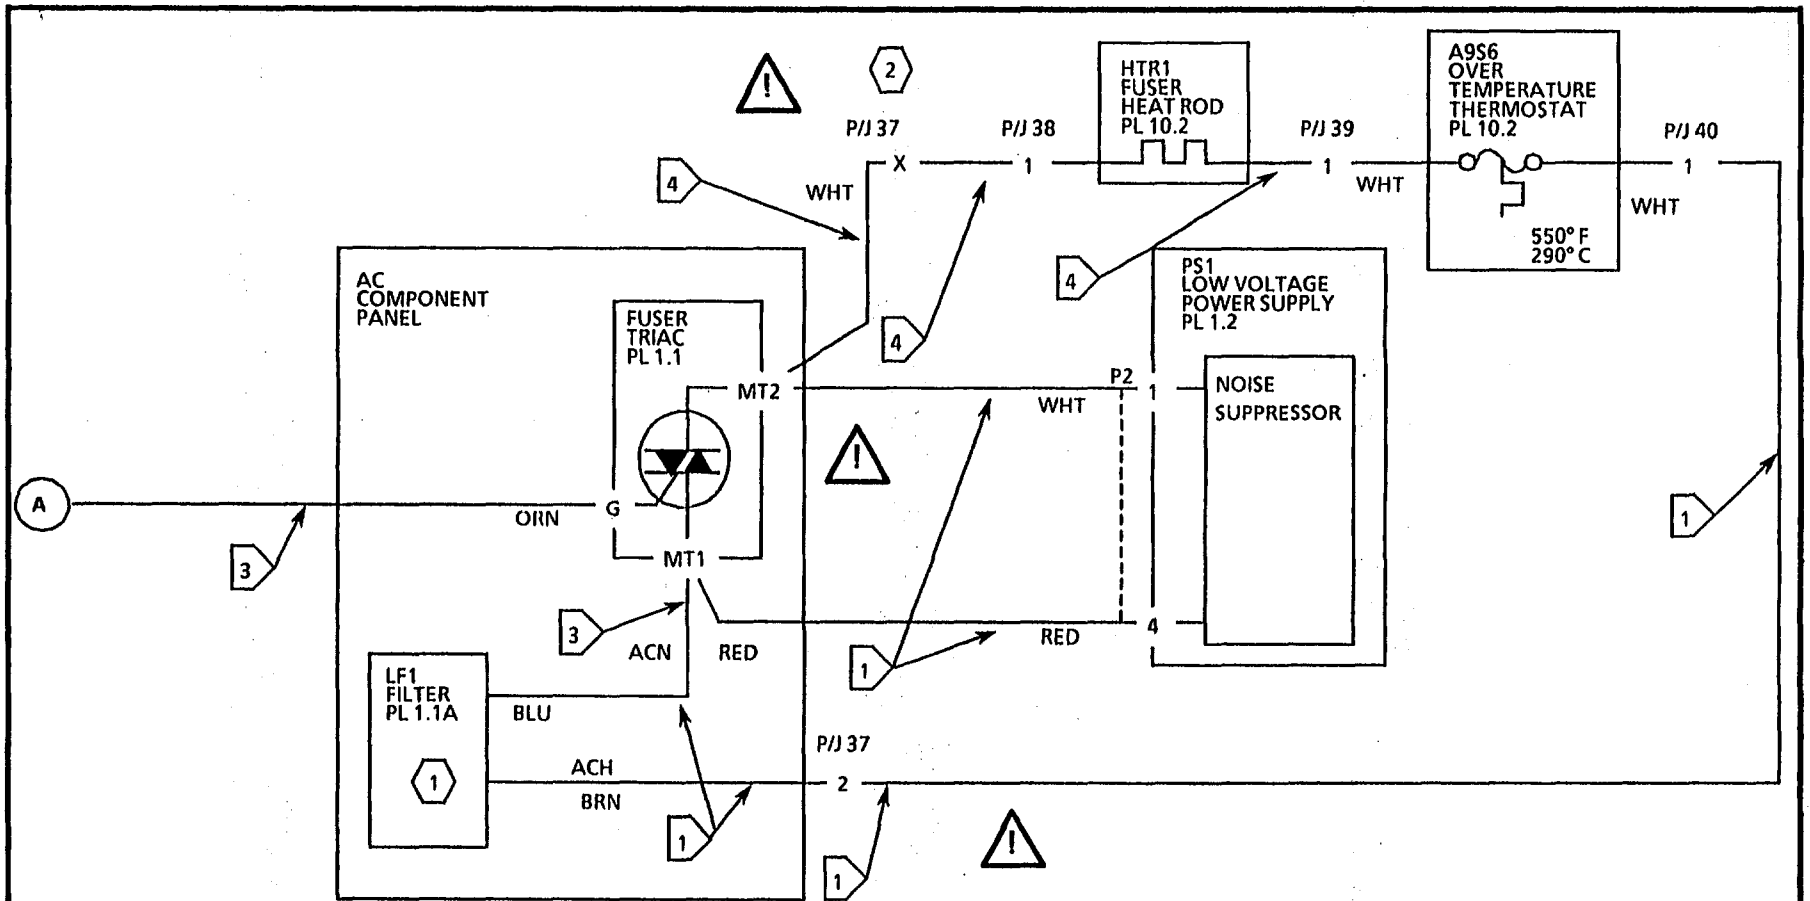 !
2
HTR1
FUSER
HEAT ROD
PL 10.2
A9S6
OVER
TEMPERATURE
THERMOSTAT
PL 10.2
550° F
290° C
P/J 37
X
P/J 38
1
P/J 39
1
WHT
P/J 40
1
WHT
4
WHT
4
4
AC
COMPONENT
PANEL
FUSER
TRIAC
PL 1.1
PS1
LOW VOLTAGE
POWER SUPPLY
PL 1.2
MT2
WHT
P2
1
NOISE
SUPPRESSOR
!
A
ORN
G
3
MT1
1
3
ACN
RED
RED
4
1
LF1
FILTER
PL 1.1A
BLU
1
ACH
BRN
P/J 37
2
1
1
!